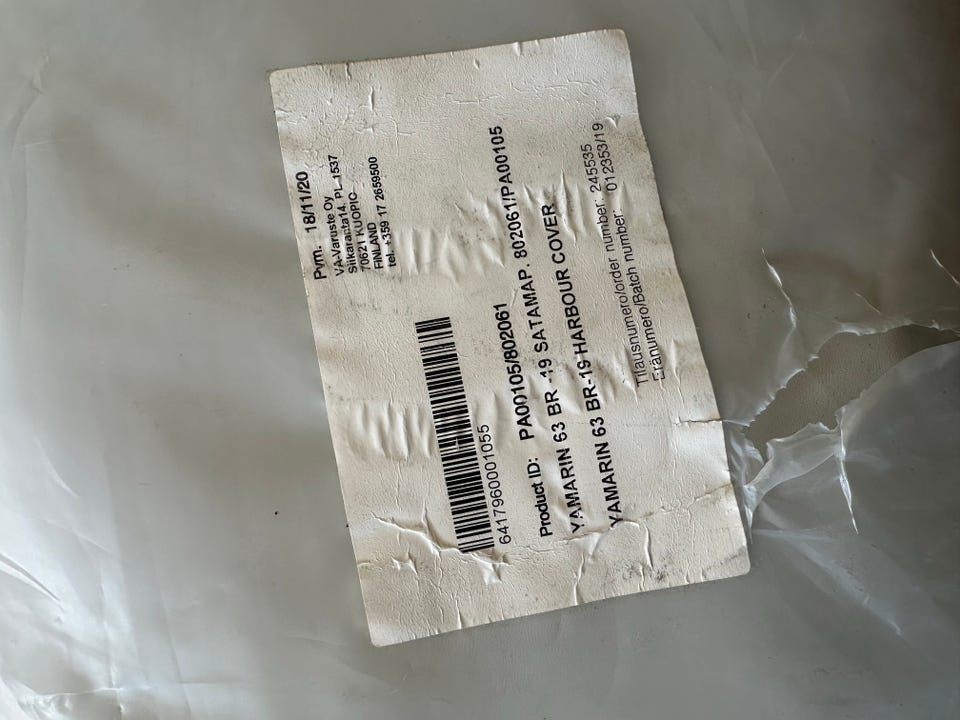 Pvm. 18/11/20
VA-Varuste Oy
Siikaranta14, PL 1537
70621 KUOPIO
FINLAND
tel. +359 17 2659500
6417960001055
Product ID: PA00105/802061
YAMARIN 63 BR -19 SATAMAP. 802061/PA00105
YAMARIN 63 BR-19 HARBOUR COVER
Tilausnumero/order number: 245535
Eränumero/Batch number: 012353/19